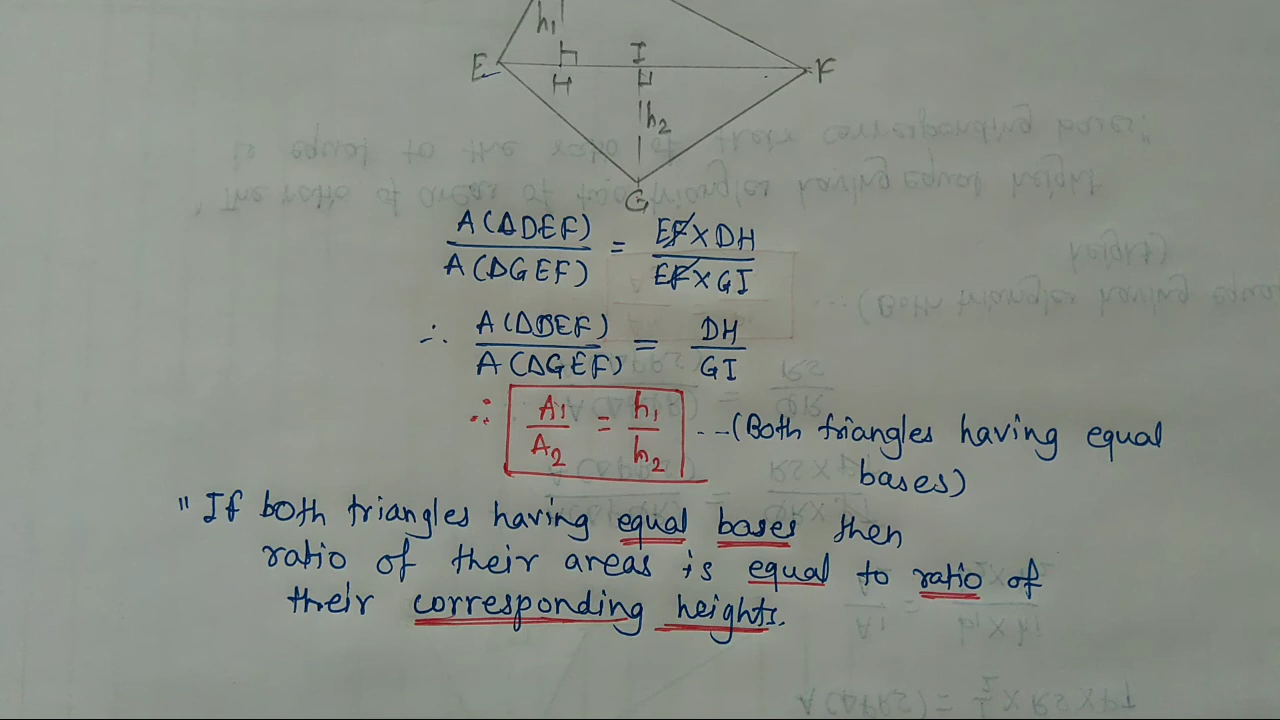 h₁
E I F
H
h₂
G
A(ΔDEF) / A(ΔGEF) = EF×DH / EF×GI
∴ A(ΔDEF) / A(ΔGEF) = DH / GI
∴ A₁ / A₂ = h₁ / h₂ ---(Both triangles having equal
bases)
"If both triangles having equal bases then
ratio of their areas is equal to ratio of
their corresponding heights.